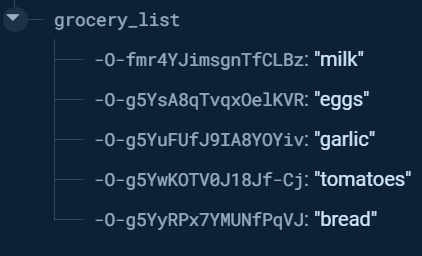 grocery_list
-O-fmr4YJimsgnTfCLBz: "milk"
-O-g5YsA8qTvqxOelKVR: "eggs"
-O-g5YuFUfJ9IA8YOYiv: "garlic"
-O-g5YwKOTV0J18Jf-Cj: "tomatoes"
-O-g5YyRPx7YMUNfPqVJ: "bread"